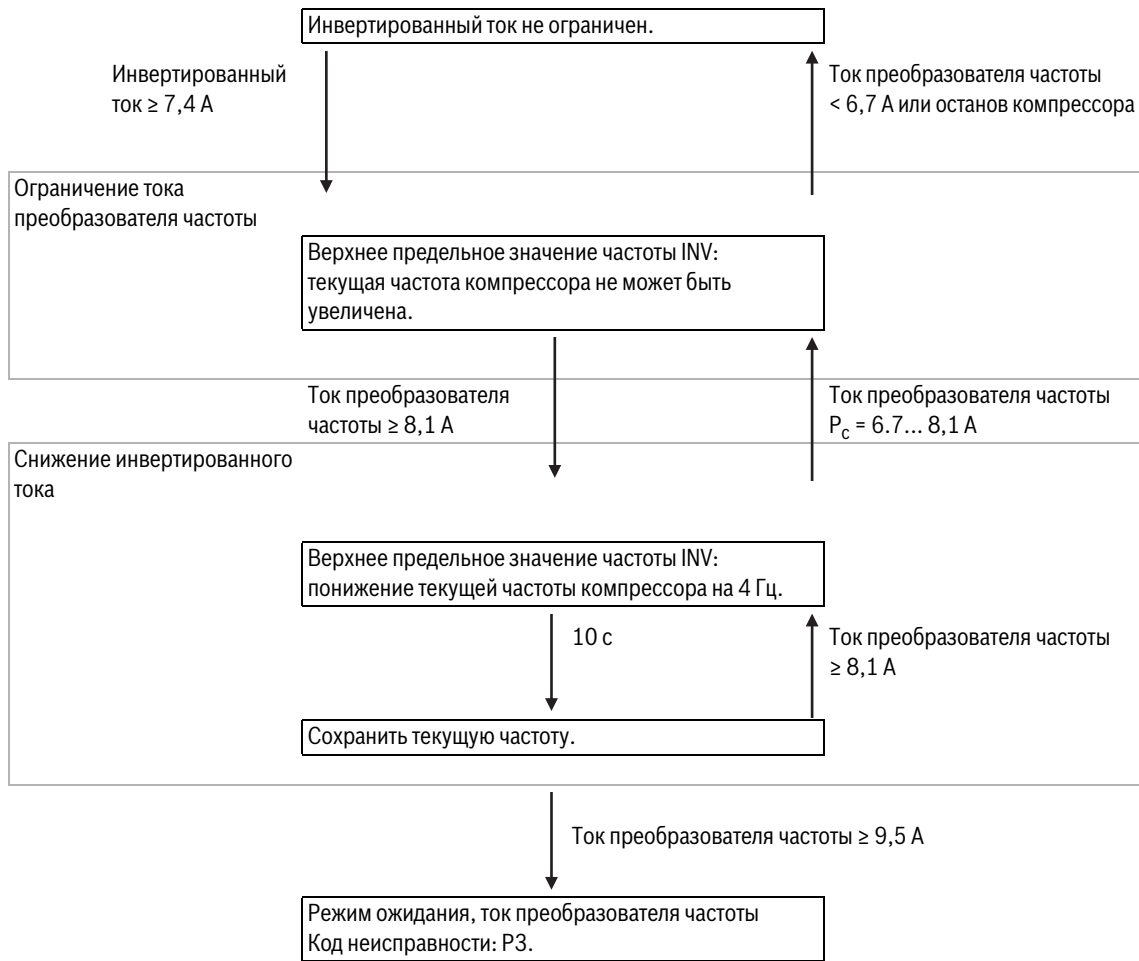 Инвертированный ток не ограничен.
Инвертированный
ток ≥ 7,4 A
Ток преобразователя частоты
< 6,7 A или останов компрессора
Ограничение тока
преобразователя частоты
Верхнее предельное значение частоты INV:
текущая частота компрессора не может быть
увеличена.
Ток преобразователя
частоты ≥ 8,1 A
Ток преобразователя частоты
Pc = 6.7... 8,1 A
Снижение инвертированного
тока
Верхнее предельное значение частоты INV:
понижение текущей частоты компрессора на 4 Гц.
10 с
Ток преобразователя частоты
≥ 8,1 A
Сохранить текущую частоту.
Ток преобразователя частоты ≥ 9,5 A
Режим ожидания, ток преобразователя частоты
Код неисправности: P3.